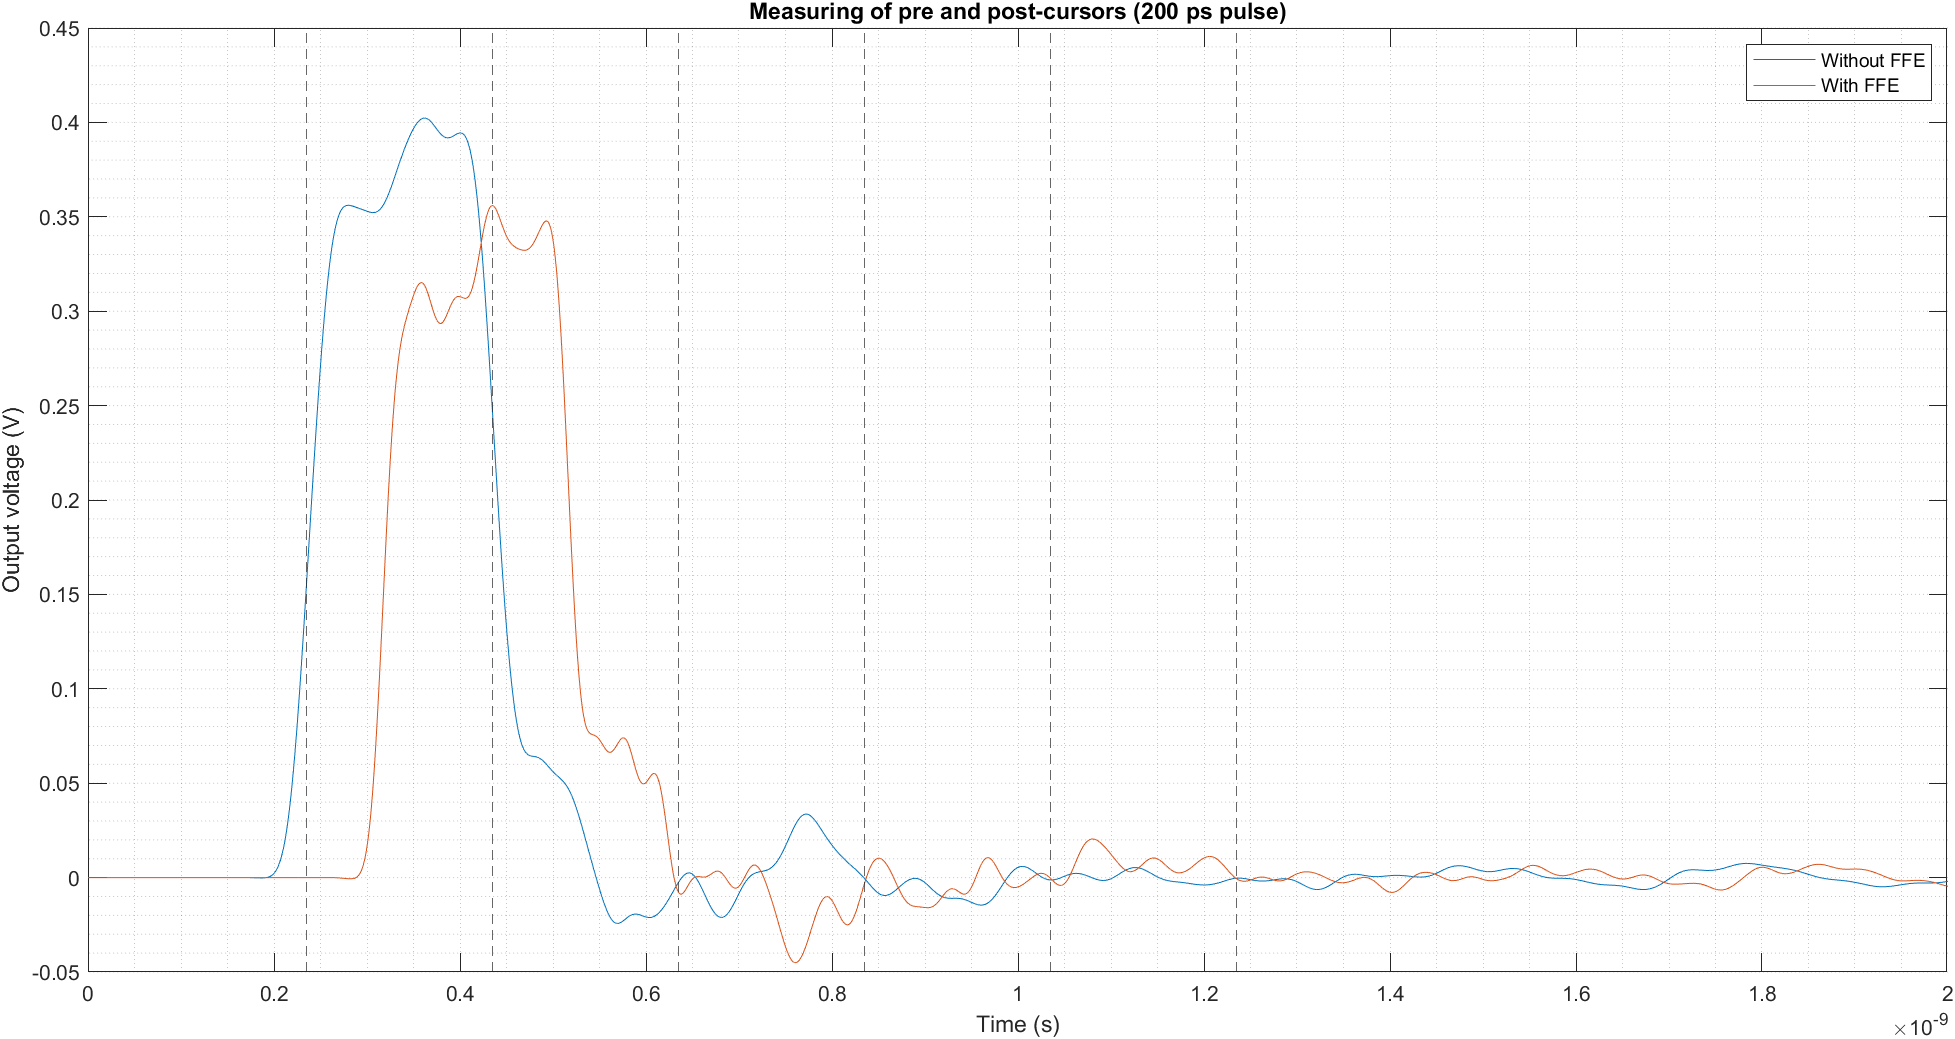 Measuring of pre and post-cursors (200 ps pulse)
Without FFE
With FFE
0.45
0.4
0.35
0.3
0.25
0.2
0.15
0.1
0.05
0
-0.05
Output voltage (V)
0 0.2 0.4 0.6 0.8 1 1.2 1.4 1.6 1.8 2
Time (s)
×10-9